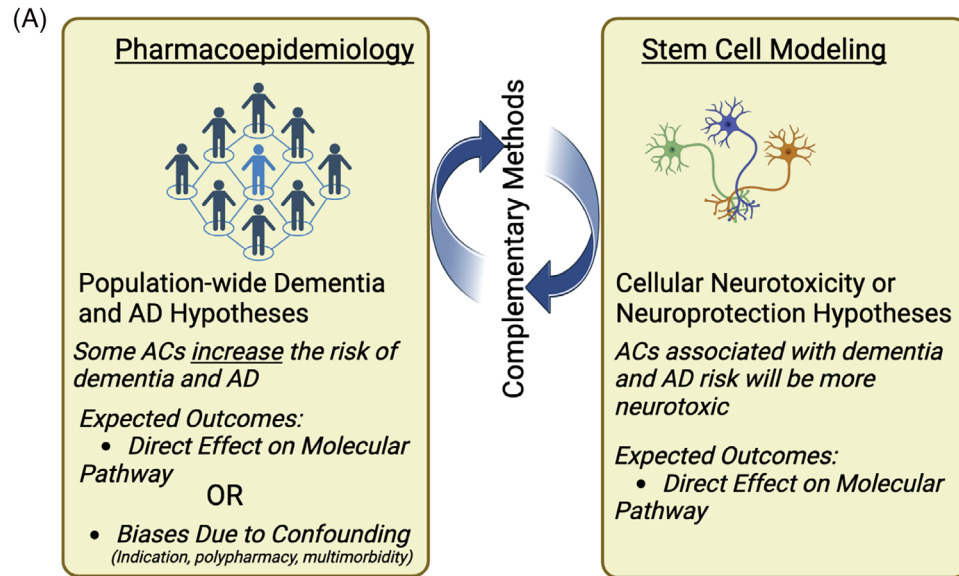 (A)
Pharmacoepidemiology
Population-wide Dementia
and AD Hypotheses
Some ACs increase the risk of
dementia and AD
Expected Outcomes:
• Direct Effect on Molecular
Pathway
OR
• Biases Due to Confounding
(Indication, polypharmacy, multimorbidity)
Complementary Methods
Stem Cell Modeling
Cellular Neurotoxicity or
Neuroprotection Hypotheses
ACs associated with dementia
and AD risk will be more
neurotoxic
Expected Outcomes:
• Direct Effect on Molecular
Pathway